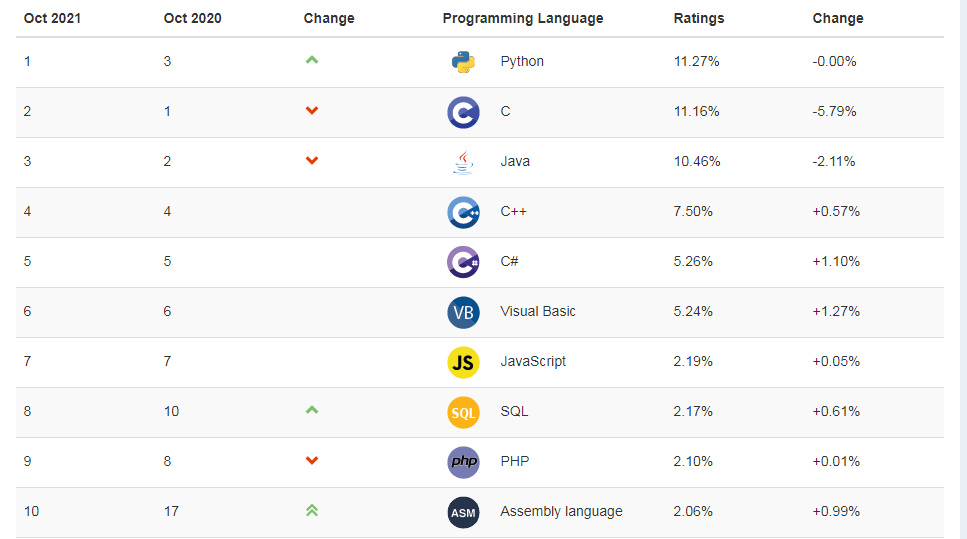 Oct 2021 Oct 2020 Change Programming Language Ratings Change
1 3 Python 11.27% -0.00%
2 1 C C 11.16% -5.79%
3 2 Java 10.46% -2.11%
4 4 C++ C++ 7.50% +0.57%
5 5 C# C# 5.26% +1.10%
6 6 VB Visual Basic 5.24% +1.27%
7 7 JS JavaScript 2.19% +0.05%
8 10 SQL SQL 2.17% +0.61%
9 8 php PHP 2.10% +0.01%
10 17 ASM Assembly language 2.06% +0.99%